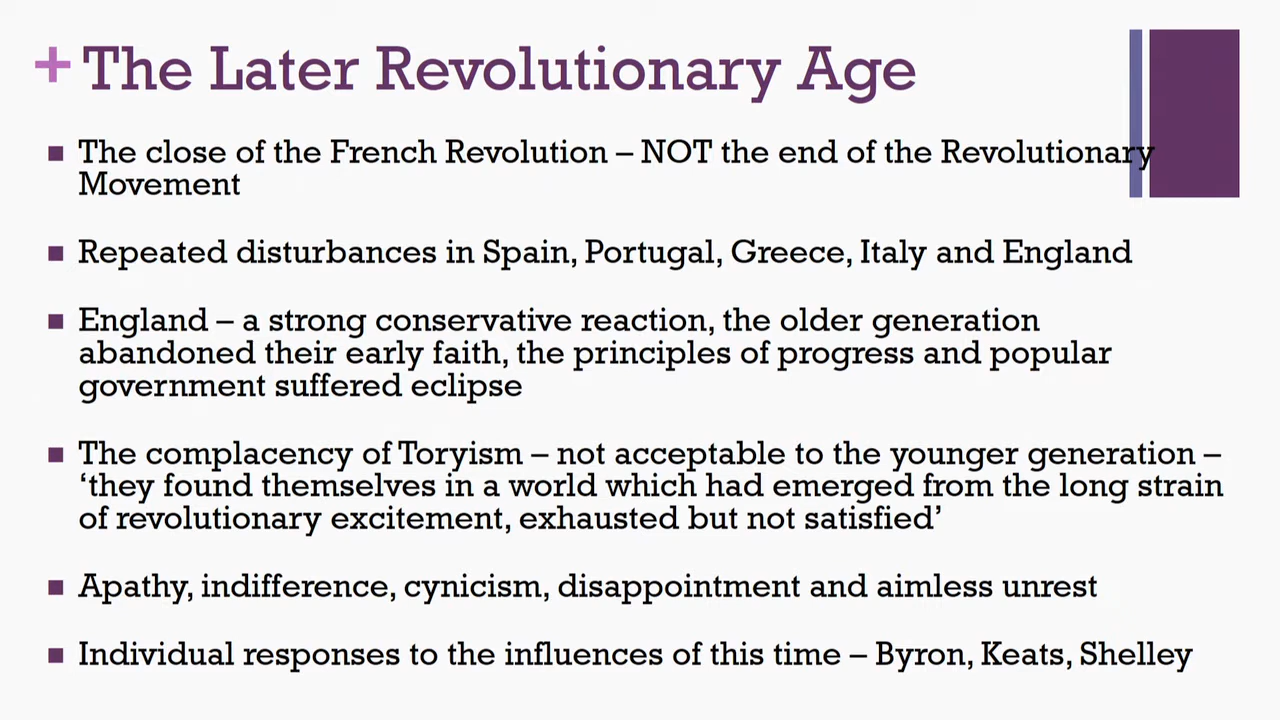 + The Later Revolutionary Age
■ The close of the French Revolution – NOT the end of the Revolutionary
Movement
■ Repeated disturbances in Spain, Portugal, Greece, Italy and England
■ England – a strong conservative reaction, the older generation
abandoned their early faith, the principles of progress and popular
government suffered eclipse
■ The complacency of Toryism – not acceptable to the younger generation –
‘they found themselves in a world which had emerged from the long strain
of revolutionary excitement, exhausted but not satisfied’
■ Apathy, indifference, cynicism, disappointment and aimless unrest
■ Individual responses to the influences of this time – Byron, Keats, Shelley